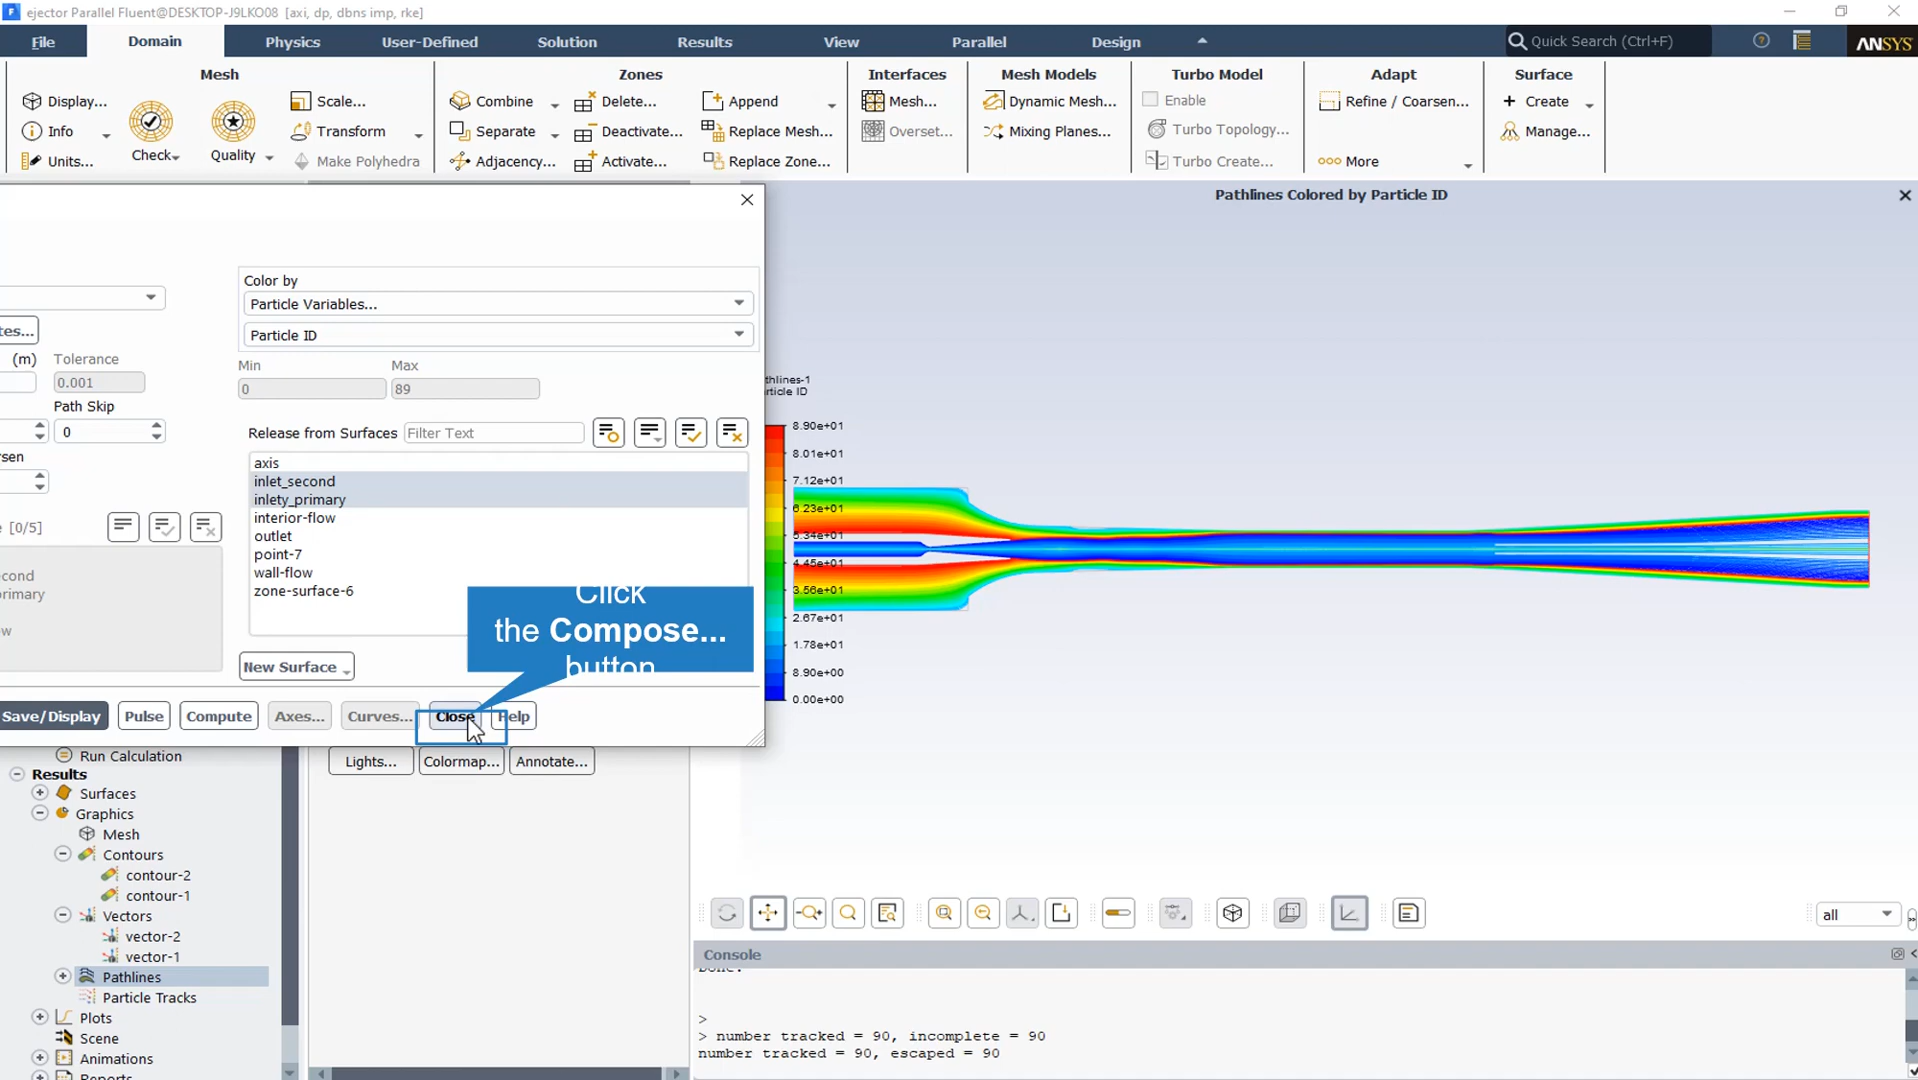 ejector Parallel Fluent@DESKTOP-J9LKO08 [axi, dp, dbns imp, rke]
File Domain Physics User-Defined Solution Results View Parallel Design Quick Search (Ctrl+F) ANSYS
Mesh Zones Interfaces Mesh Models Turbo Model Adapt Surface
Display... Scale... Combine Delete... Append Mesh... Dynamic Mesh... Enable Refine / Coarsen... Create
Info Transform Separate Deactivate... Replace Mesh... Overset... Mixing Planes... Turbo Topology... Manage...
Units... Check Quality Make Polyhedra Adjacency... Activate... Replace Zone... Turbo Create... More
Pathlines Colored by Particle ID
Color by
Particle Variables...
tes...
Particle ID
(m) Tolerance
Min Max
0.001
0 89
Path Skip
0
Release from Surfaces Filter Text
rsen
axis
inlet_second
inlety_primary
interior-flow
outlet
point-7
wall-flow
zone-surface-6
[0/5]
econd
primary
w
New Surface
Click
the Compose...
button
Save/Display Pulse Compute Axes... Curves... Close Help
Lights... Colormap... Annotate...
thlines-1
rticle ID
8.90e+01
8.01e+01
7.12e+01
6.23e+01
5.34e+01
4.45e+01
3.56e+01
2.67e+01
1.78e+01
8.90e+00
0.00e+00
Run Calculation
Results
Surfaces
Graphics
Mesh
Contours
contour-2
contour-1
Vectors
vector-2
vector-1
Pathlines
Particle Tracks
Plots
Scene
Animations
Reports
all
Console
Done.
>
> number tracked = 90, incomplete = 90
number tracked = 90, escaped = 90